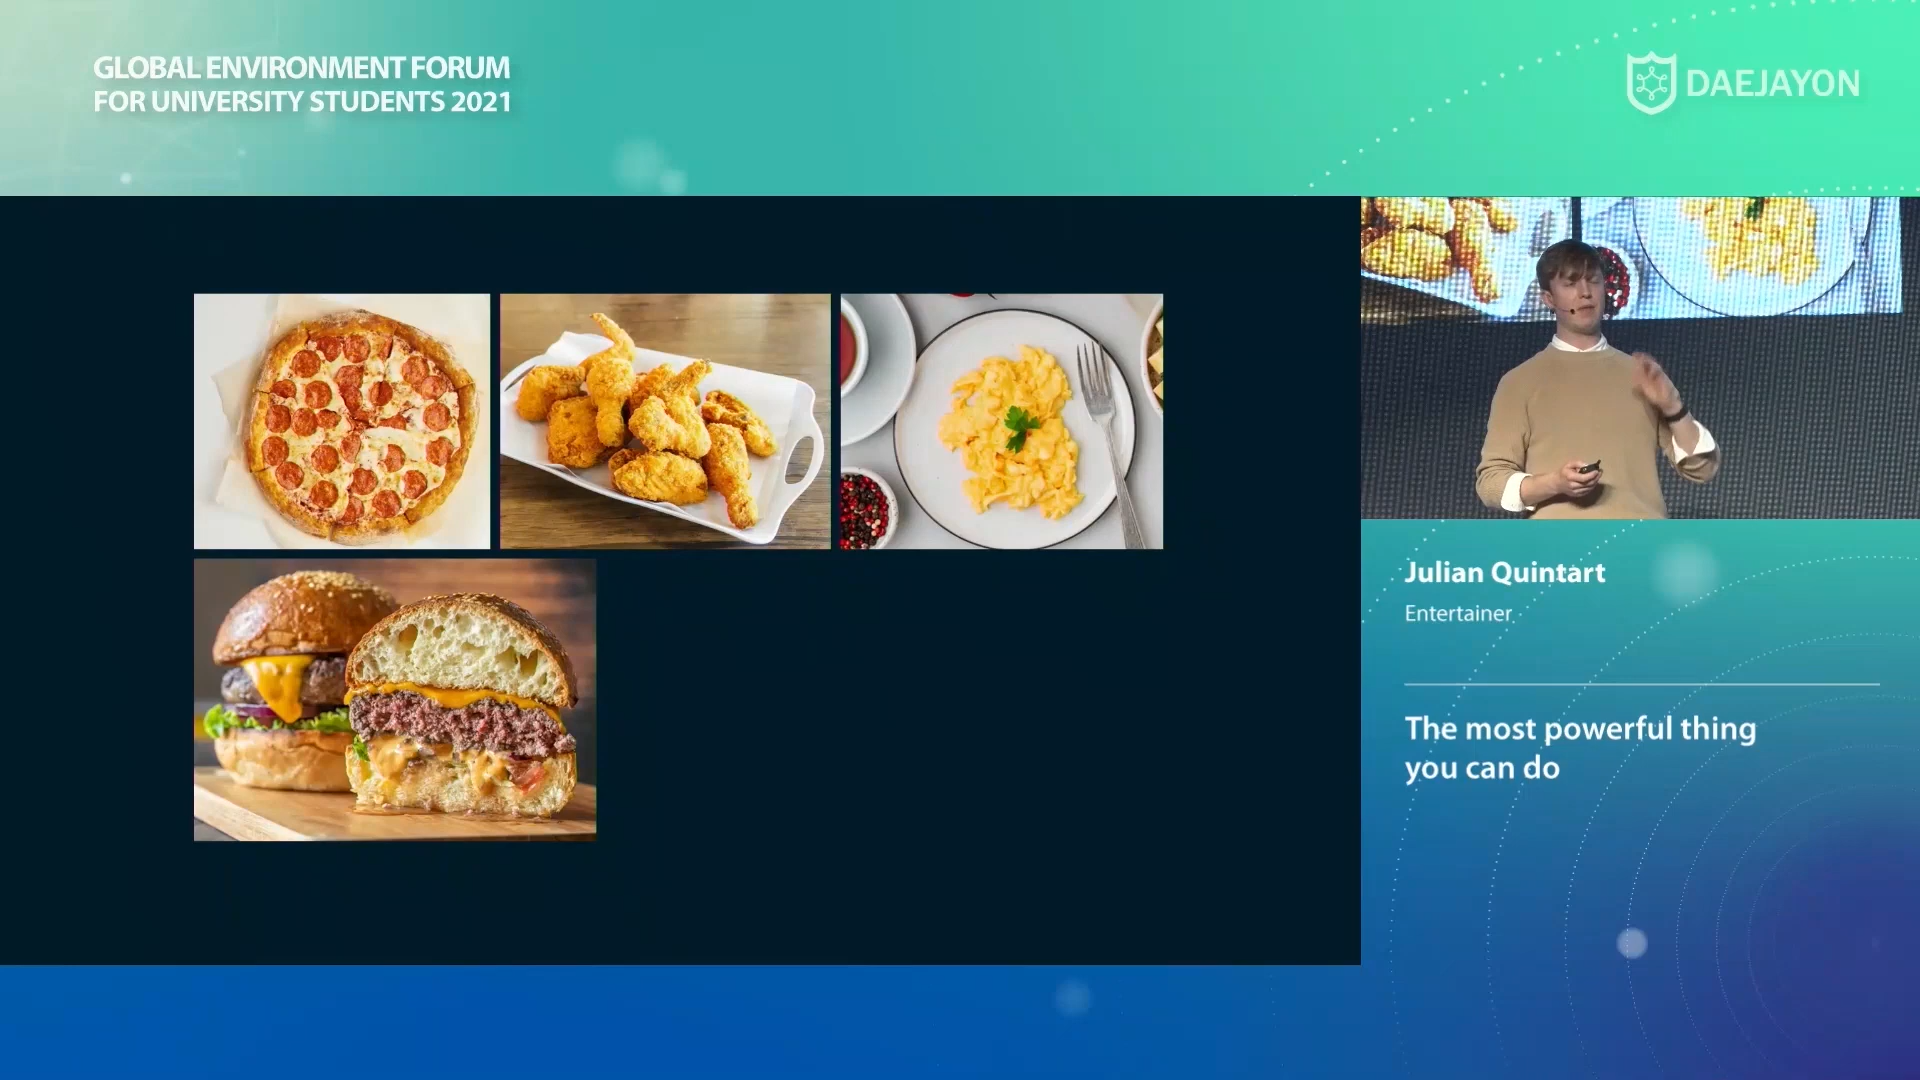 GLOBAL ENVIRONMENT FORUM
FOR UNIVERSITY STUDENTS 2021
DAEJAYON
Julian Quintart
Entertainer
The most powerful thing
you can do